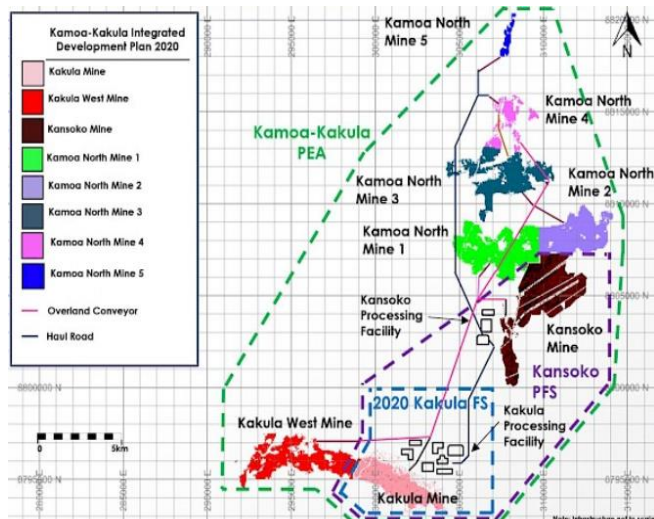 Kamoa-Kakula Integrated
Development Plan 2020
Kakula Mine
Kakula West Mine
Kansoko Mine
Kamoa North Mine 1
Kamoa North Mine 2
Kamoa North Mine 3
Kamoa North Mine 4
Kamoa North Mine 5
Overland Conveyor
Haul Road
Kamoa North
Mine 5
N
8820000 N
Kamoa North
Mine 4
Kamoa-Kakula
PEA
Kamoa North
Mine 3
Kamoa North
Mine 2
Kamoa North
Mine 1
Kansoko
Processing
Facility
Kansoko
Mine
Kansoko
PFS
8800000 N
2020 Kakula FS
Kakula
Processing
Facility
Kakula West Mine
0
5km
Kakula Mine